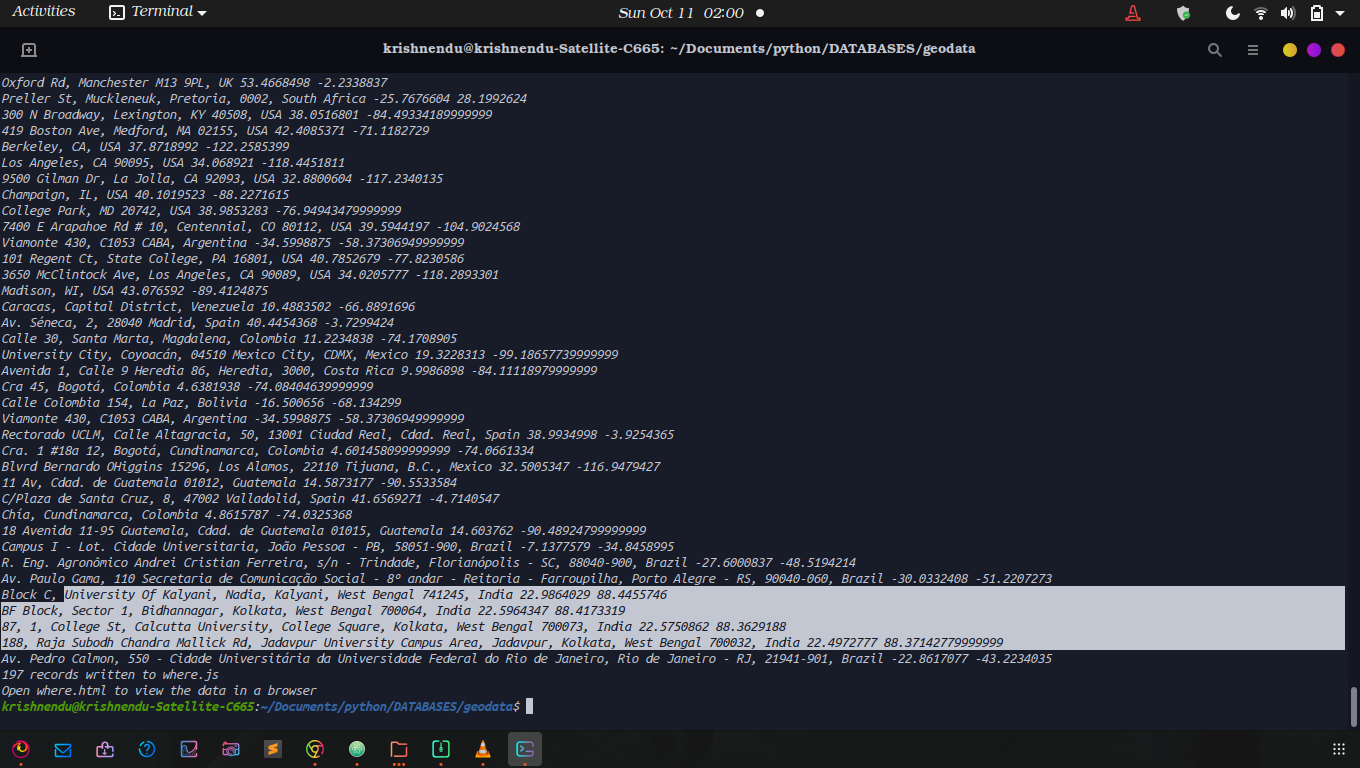 Activities Terminal Sun Oct 11 02:00
krishnendu@krishnendu-Satellite-C665: ~/Documents/python/DATABASES/geodata
Oxford Rd, Manchester M13 9PL, UK 53.4668498 -2.2338837
Preller St, Muckleneuk, Pretoria, 0002, South Africa -25.7676604 28.1992624
300 N Broadway, Lexington, KY 40508, USA 38.0516801 -84.49334189999999
419 Boston Ave, Medford, MA 02155, USA 42.4085371 -71.1182729
Berkeley, CA, USA 37.8718992 -122.2585399
Los Angeles, CA 90095, USA 34.068921 -118.4451811
9500 Gilman Dr, La Jolla, CA 92093, USA 32.8800604 -117.2340135
Champaign, IL, USA 40.1019523 -88.2271615
College Park, MD 20742, USA 38.9853283 -76.94943479999999
7400 E Arapahoe Rd # 10, Centennial, CO 80112, USA 39.5944197 -104.9024568
Viamonte 430, C1053 CABA, Argentina -34.5998875 -58.37306949999999
101 Regent Ct, State College, PA 16801, USA 40.7852679 -77.8230586
3650 McClintock Ave, Los Angeles, CA 90089, USA 34.0205777 -118.2893301
Madison, WI, USA 43.076592 -89.4124875
Caracas, Capital District, Venezuela 10.4883502 -66.8891696
Av. Séneca, 2, 28040 Madrid, Spain 40.4454368 -3.7299424
Calle 30, Santa Marta, Magdalena, Colombia 11.2234838 -74.1708905
University City, Coyoacán, 04510 Mexico City, CDMX, Mexico 19.3228313 -99.18657739999999
Avenida 1, Calle 9 Heredia 86, Heredia, 3000, Costa Rica 9.9986898 -84.11118979999999
Cra 45, Bogotá, Colombia 4.6381938 -74.08404639999999
Calle Colombia 154, La Paz, Bolivia -16.500656 -68.134299
Viamonte 430, C1053 CABA, Argentina -34.5998875 -58.37306949999999
Rectorado UCLM, Calle Altagracia, 50, 13001 Ciudad Real, Cdad. Real, Spain 38.9934998 -3.9254365
Cra. 1 #18a 12, Bogotá, Cundinamarca, Colombia 4.601458099999999 -74.0661334
Blvrd Bernardo OHiggins 15296, Los Alamos, 22110 Tijuana, B.C., Mexico 32.5005347 -116.9479427
11 Av, Cdad. de Guatemala 01012, Guatemala 14.5873177 -90.5533584
C/Plaza de Santa Cruz, 8, 47002 Valladolid, Spain 41.6569271 -4.7140547
Chía, Cundinamarca, Colombia 4.8615787 -74.0325368
18 Avenida 11-95 Guatemala, Cdad. de Guatemala 01015, Guatemala 14.603762 -90.48924799999999
Campus I - Lot. Cidade Universitaria, João Pessoa - PB, 58051-900, Brazil -7.1377579 -34.8458995
R. Eng. Agronômico Andrei Cristian Ferreira, s/n - Trindade, Florianópolis - SC, 88040-900, Brazil -27.6000837 -48.5194214
Av. Paulo Gama, 110 Secretaria de Comunicação Social - 8º andar - Reitoria - Farroupilha, Porto Alegre - RS, 90040-060, Brazil -30.0332408 -51.2207273
Block C, University Of Kalyani, Nadia, Kalyani, West Bengal 741245, India 22.9864029 88.4455746
BF Block, Sector 1, Bidhannagar, Kolkata, West Bengal 700064, India 22.5964347 88.4173319
87, 1, College St, Calcutta University, College Square, Kolkata, West Bengal 700073, India 22.5750862 88.3629188
188, Raja Subodh Chandra Mallick Rd, Jadavpur University Campus Area, Jadavpur, Kolkata, West Bengal 700032, India 22.4972777 88.37142779999999
Av. Pedro Calmon, 550 - Cidade Universitária da Universidade Federal do Rio de Janeiro, Rio de Janeiro - RJ, 21941-901, Brazil -22.8617077 -43.2234035
197 records written to where.js
Open where.html to view the data in a browser
krishnendu@krishnendu-Satellite-C665:~/Documents/python/DATABASES/geodata$